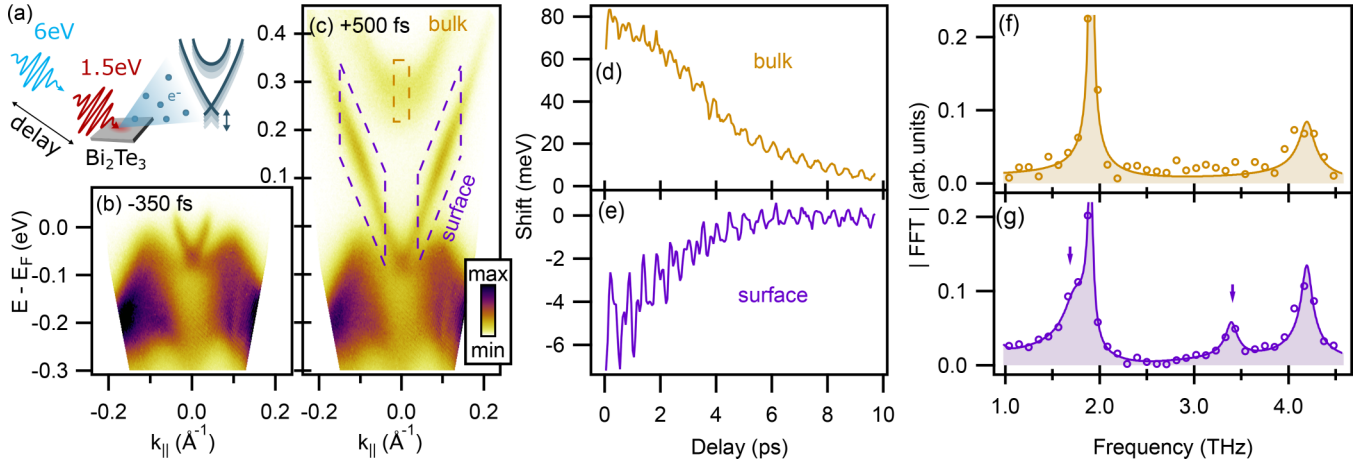 (a)
6eV
1.5eV
e-
delay
Bi₂Te₃
(b) -350 fs
0.0
-0.1
-0.2
-0.3
E - E_F (eV)
-0.2
0.0
0.2
k_|| (Å⁻¹)
(c) +500 fs
bulk
surface
0.4
0.3
0.2
0.1
max
min
-0.2
0.0
0.2
k_|| (Å⁻¹)
(d)
bulk
80
60
40
20
0
Shift (meV)
(e)
surface
0
-2
-4
-6
0
2
4
6
8
10
Delay (ps)
(f)
0.2
0.1
0.0
| FFT | (arb. units)
(g)
0.2
0.1
0.0
1.0
2.0
3.0
4.0
Frequency (THz)